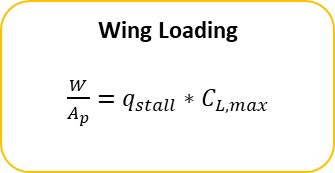 Wing Loading
W/A_p = q_stall * C_L,max